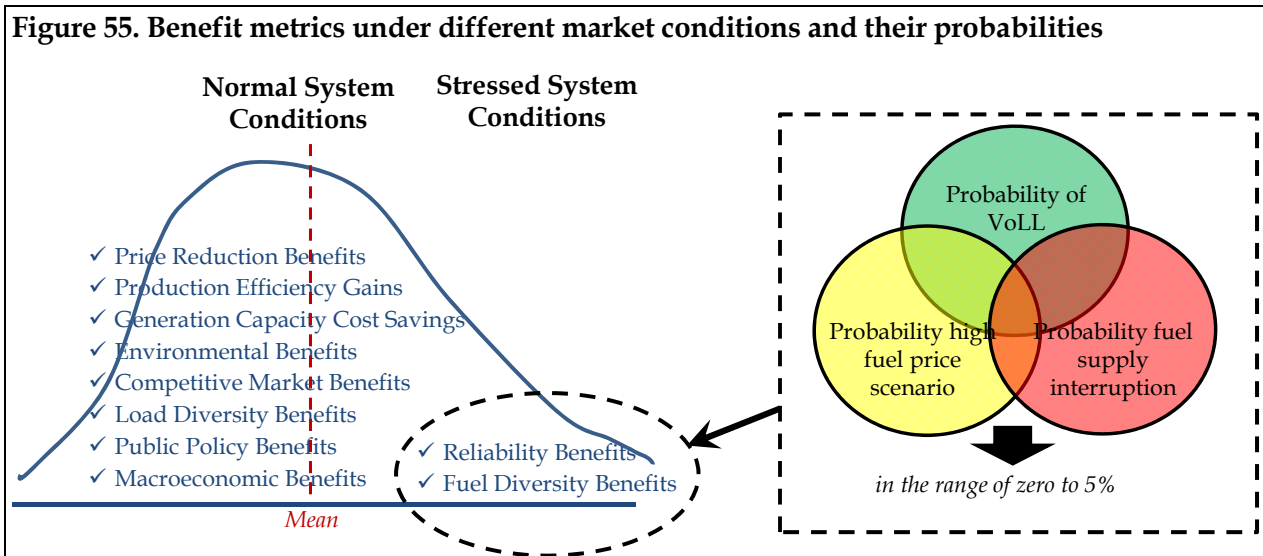 Figure 55. Benefit metrics under different market conditions and their probabilities
Normal System
Conditions
Stressed System
Conditions
✓ Price Reduction Benefits
✓ Production Efficiency Gains
✓ Generation Capacity Cost Savings
✓ Environmental Benefits
✓ Competitive Market Benefits
✓ Load Diversity Benefits
✓ Public Policy Benefits
✓ Macroeconomic Benefits
Mean
✓ Reliability Benefits
✓ Fuel Diversity Benefits
Probability of
VoLL
Probability high
fuel price
scenario
Probability fuel
supply
interruption
in the range of zero to 5%